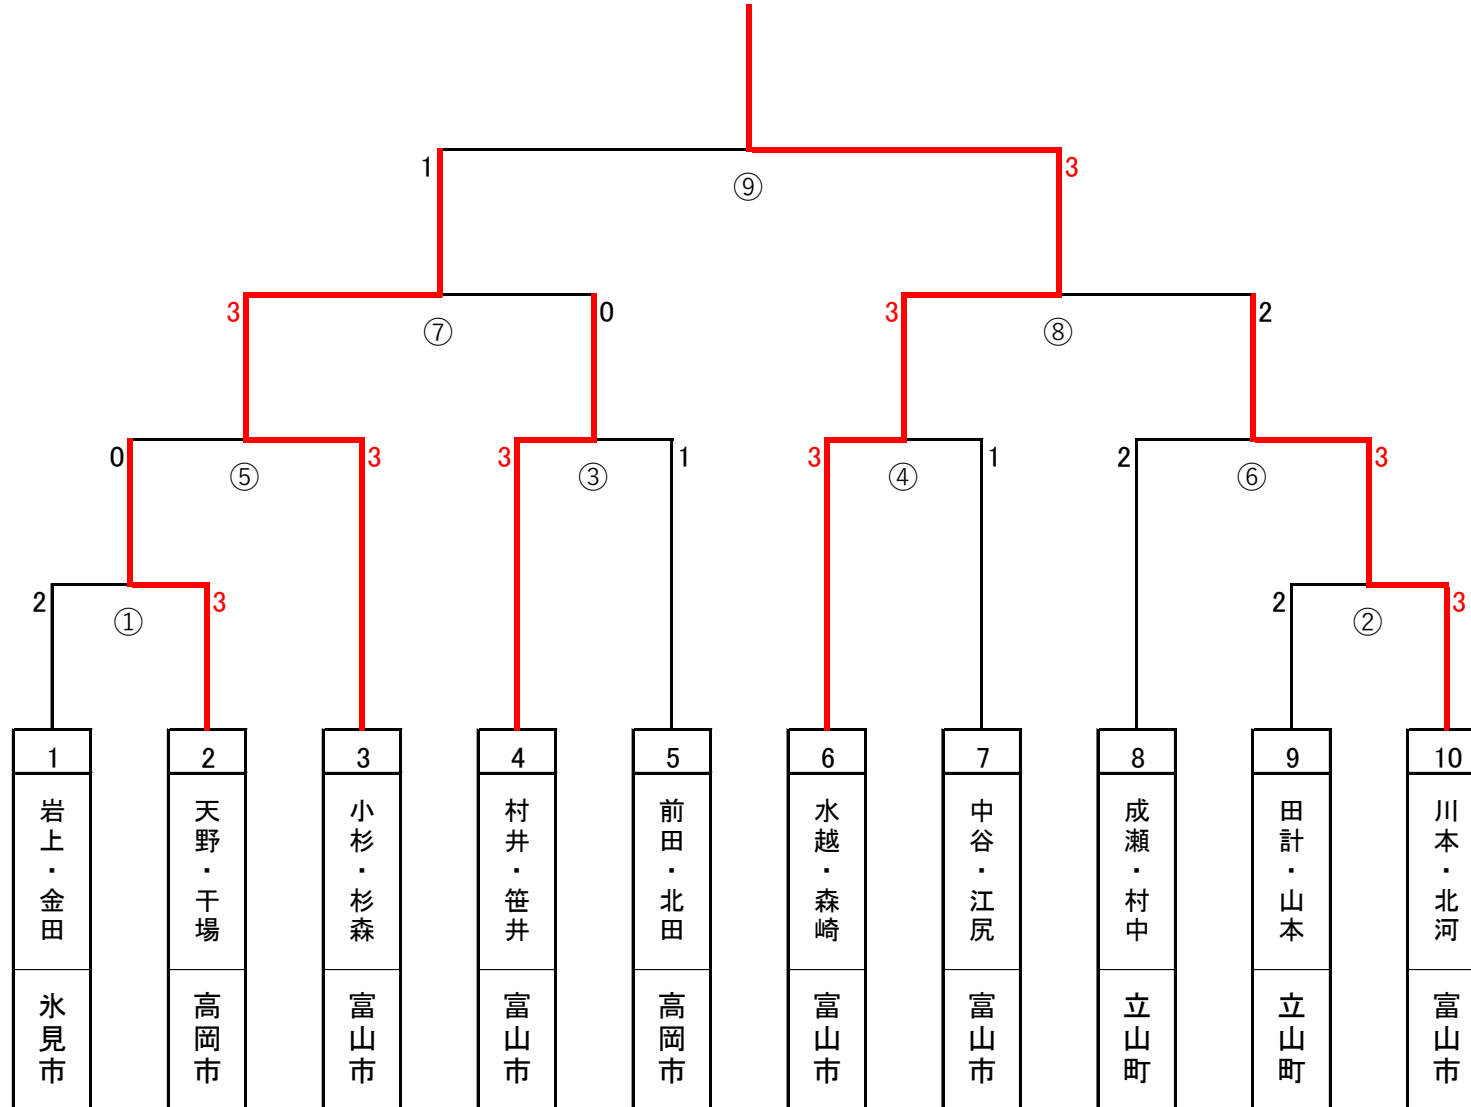 1 3
⑨
3 0 3 2
⑦ ⑧
0 3 3 1 3 1 2 3
⑤ ③ ④ ⑥
2 3 2 3
① ②
1 2 3 4 5 6 7 8 9 10
岩上・金田
天野・干場
小杉・杉森
村井・笹井
前田・北田
水越・森崎
中谷・江尻
成瀬・村中
田計・山本
川本・北河
氷見市
高岡市
富山市
富山市
高岡市
富山市
富山市
立山町
立山町
富山市